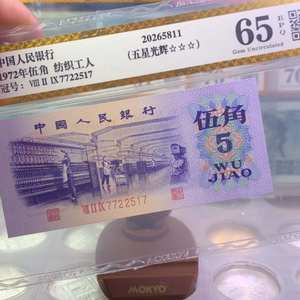 中国人民银行
1972年伍角 纺织工人
冠号：VIII II IX7722517
20265811
(五星光辉☆☆☆)
65 EPQ
Gem Uncirculated
中国人民银行
伍角
5
WU
JIAO
VIII II IX 7722517
MOKYO